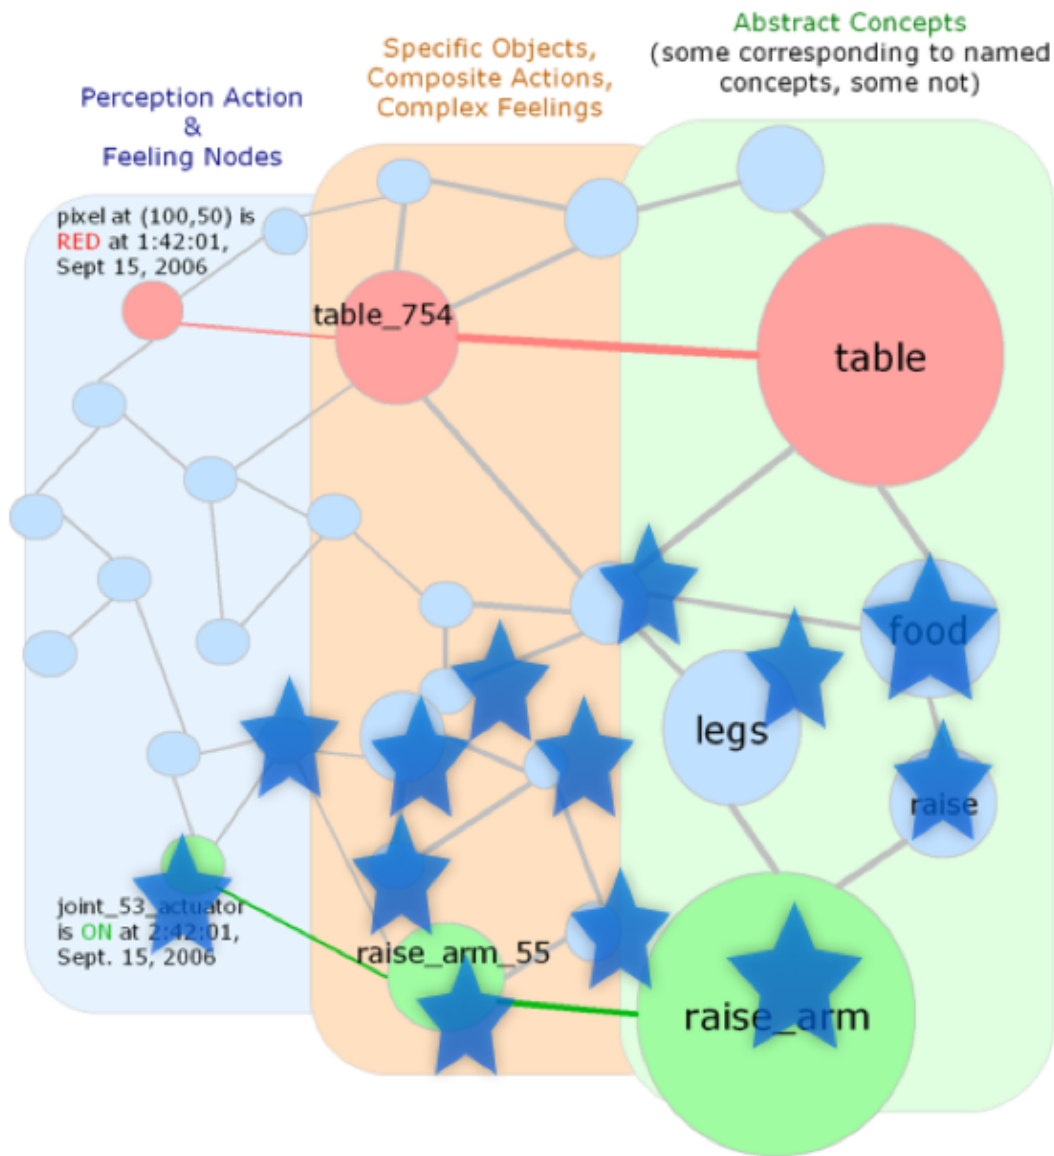 Abstract Concepts
(some corresponding to named
concepts, some not)
Specific Objects,
Composite Actions,
Complex Feelings
Perception Action
&
Feeling Nodes
pixel at (100,50) is
RED at 1:42:01,
Sept 15, 2006
table_754
table
food
legs
raise
joint_53_actuator
is ON at 2:42:01,
Sept. 15, 2006
raise_arm_55
raise_arm